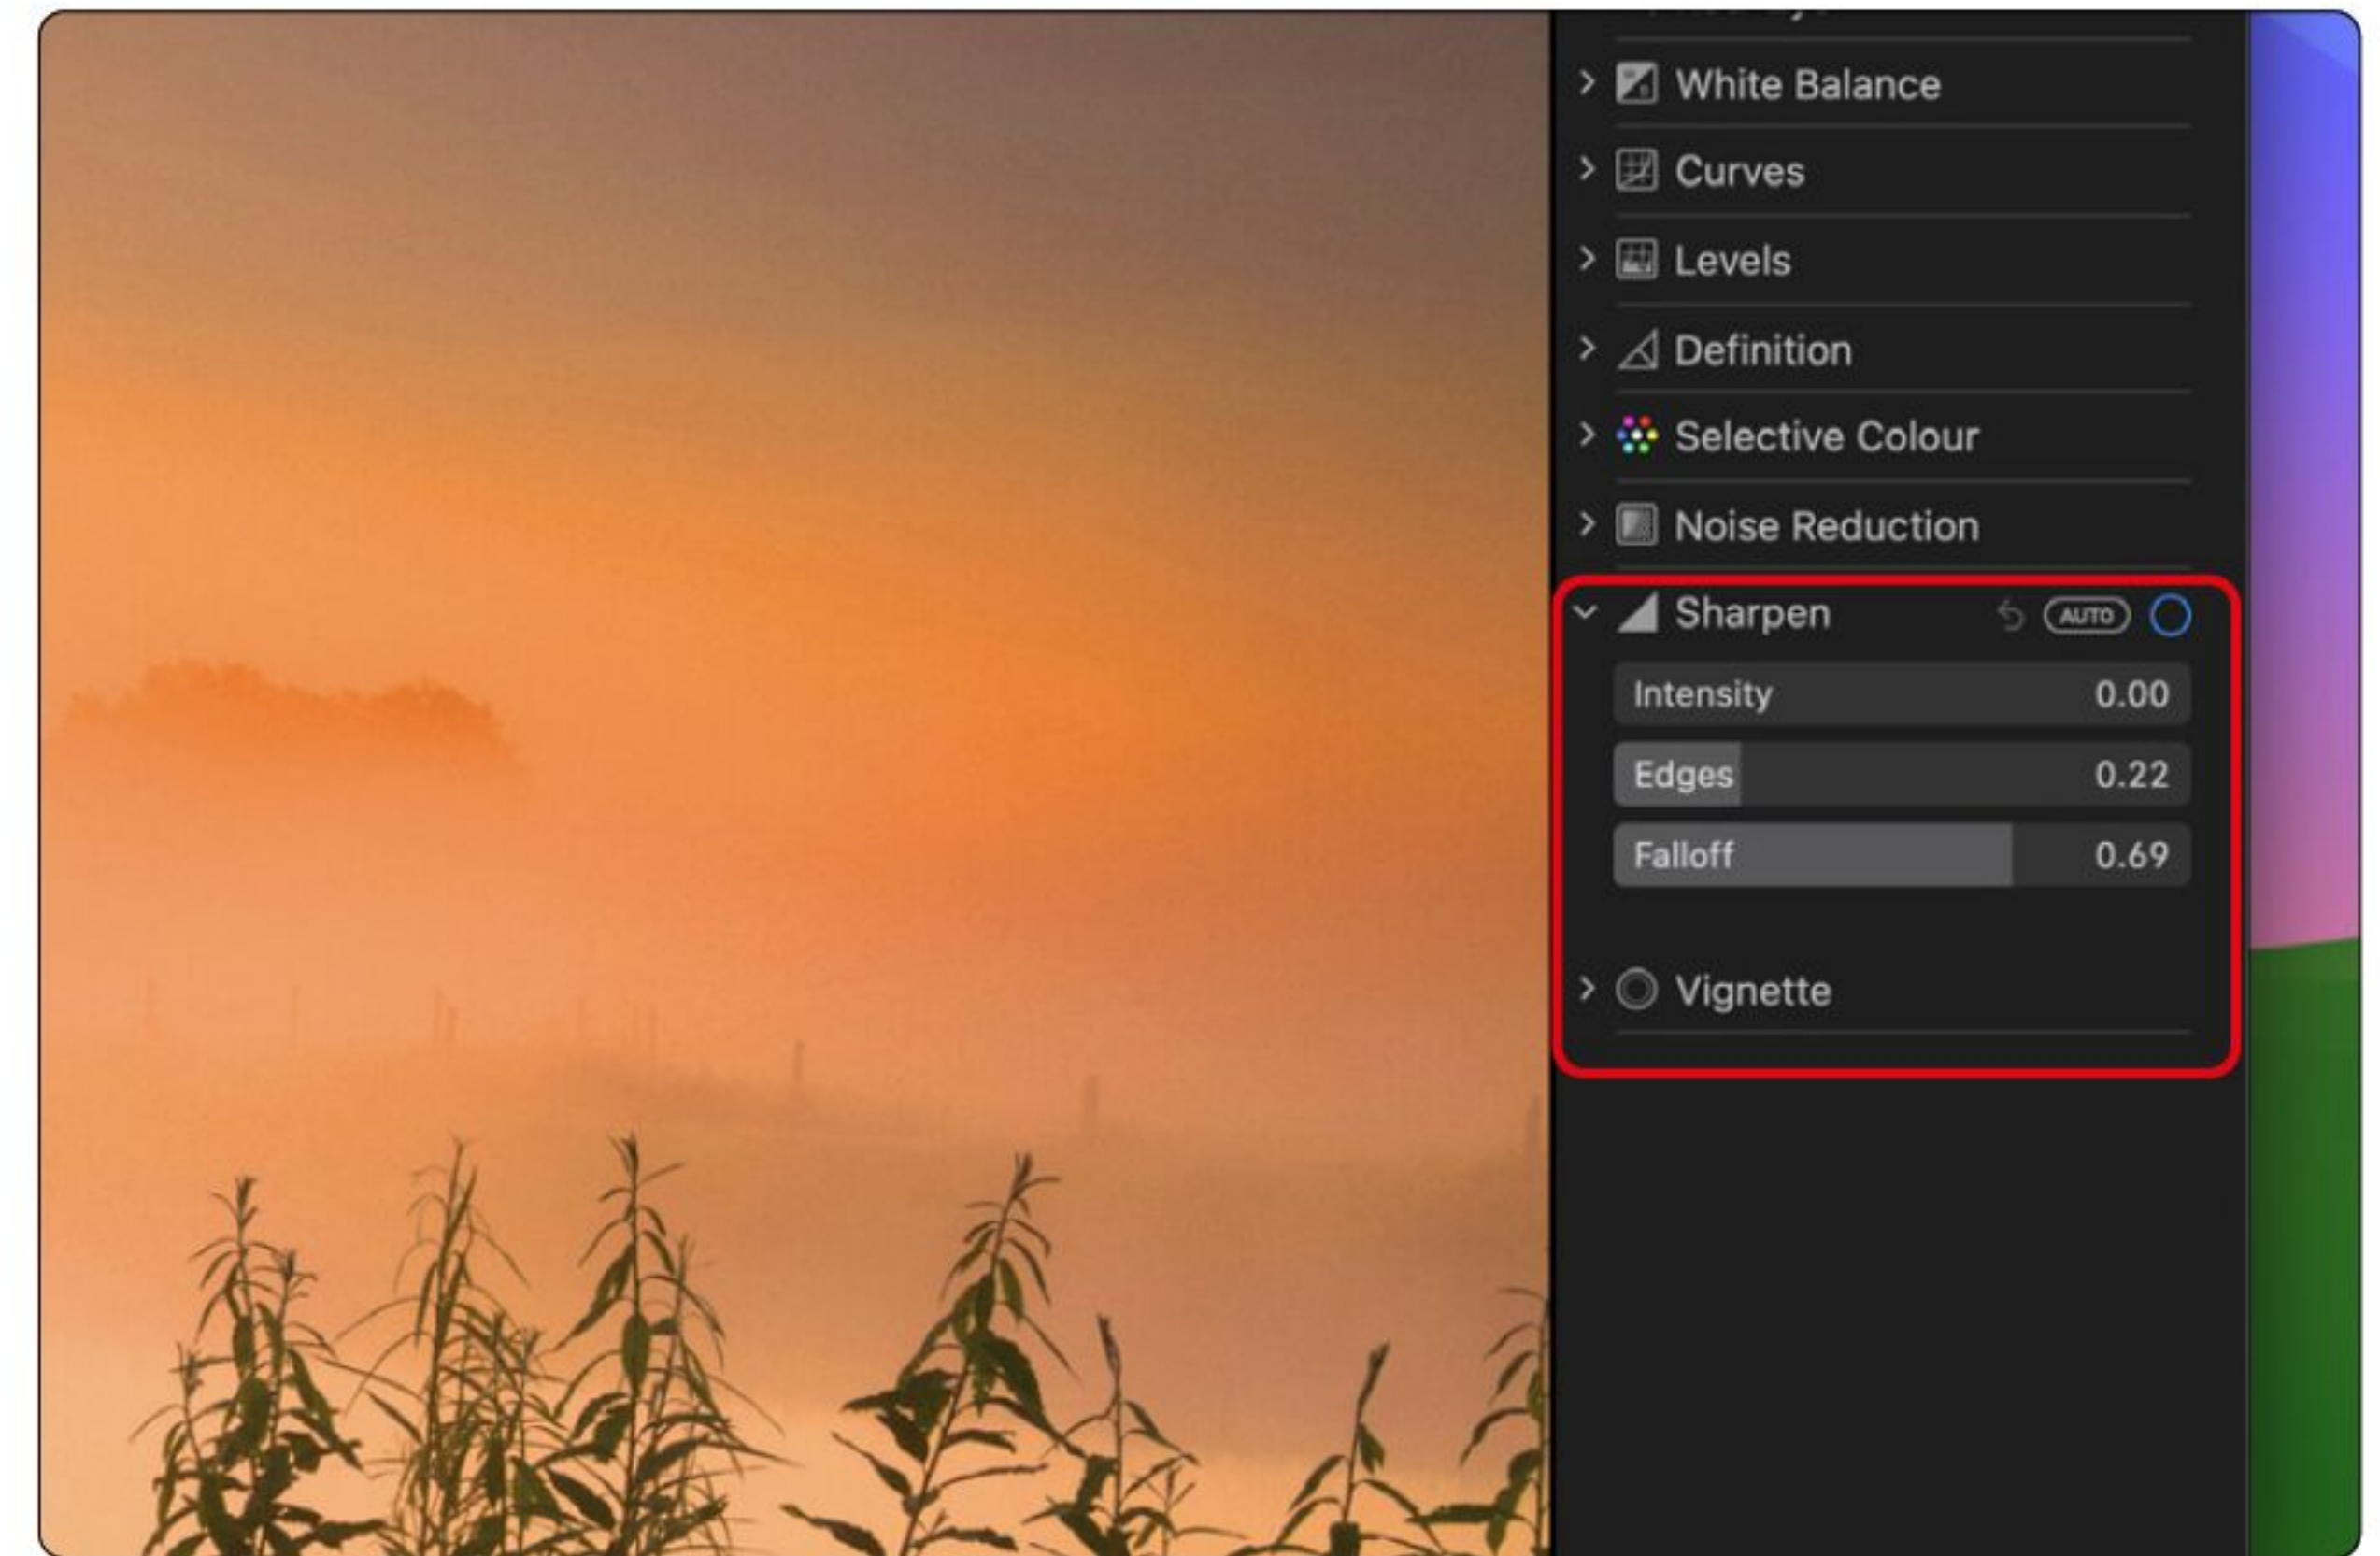 White Balance
Curves
Levels
Definition
Selective Colour
Noise Reduction
Sharpen AUTO
Intensity 0.00
Edges 0.22
Falloff 0.69
Vignette